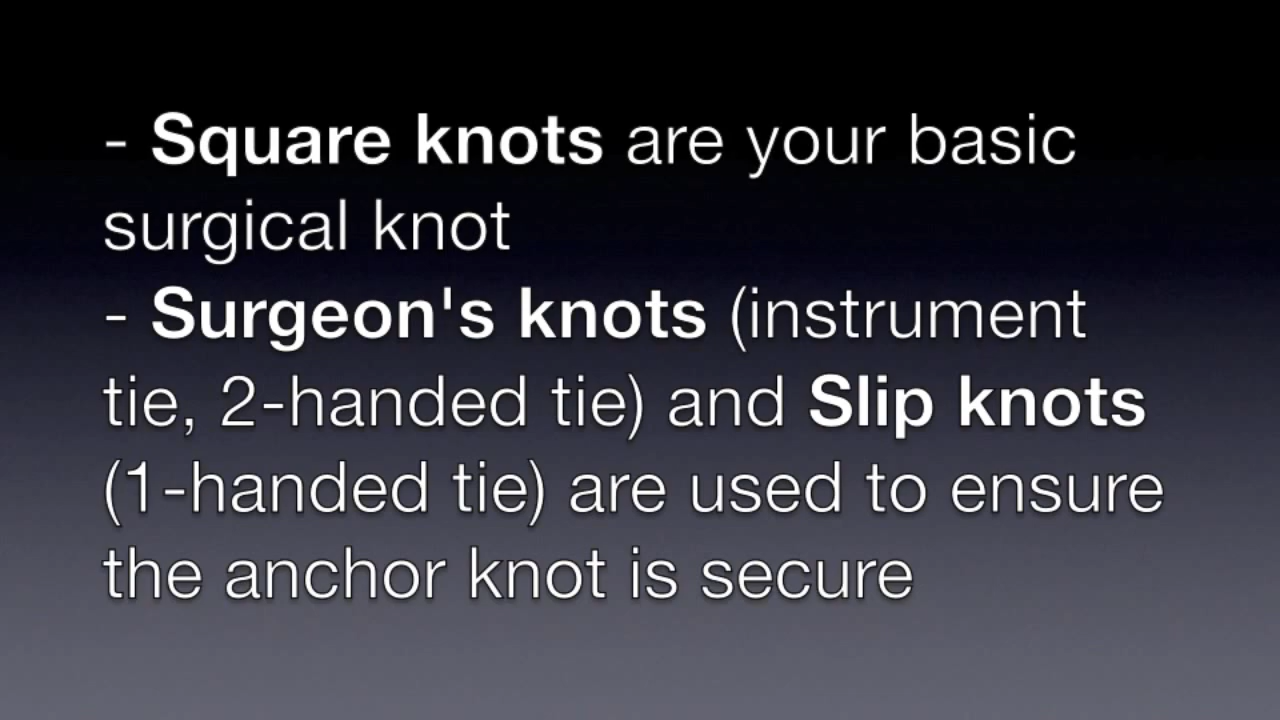 - Square knots are your basic
surgical knot
- Surgeon's knots (instrument
tie, 2-handed tie) and Slip knots
(1-handed tie) are used to ensure
the anchor knot is secure